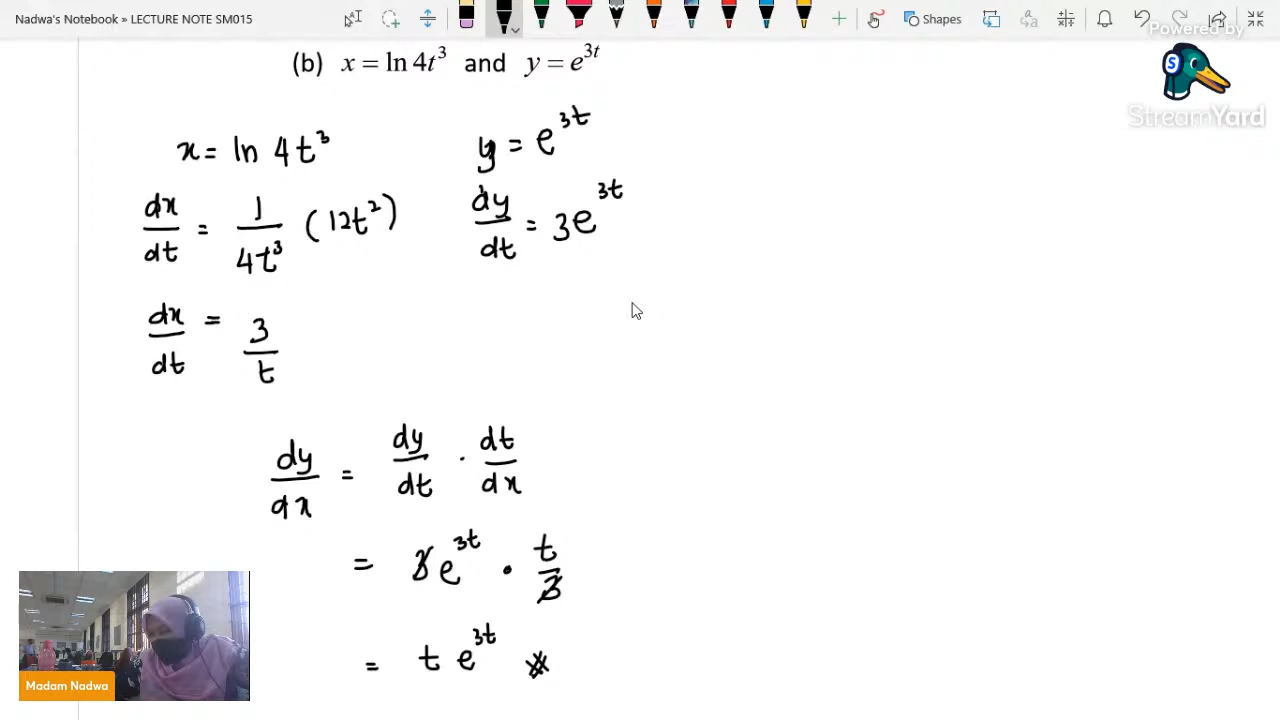 Nadwa's Notebook » LECTURE NOTE SM015
Shapes
Powered by
StreamYard
(b) x = ln 4t³ and y = e^{3t}
x = ln 4t³
y = e^{3t}
dx/dt = 1/4t³ (12t²)
dy/dt = 3e^{3t}
dx/dt = 3/t
dy/dx = dy/dt · dt/dx
= 3e^{3t} · t/3
= t e^{3t} *
Madam Nadwa